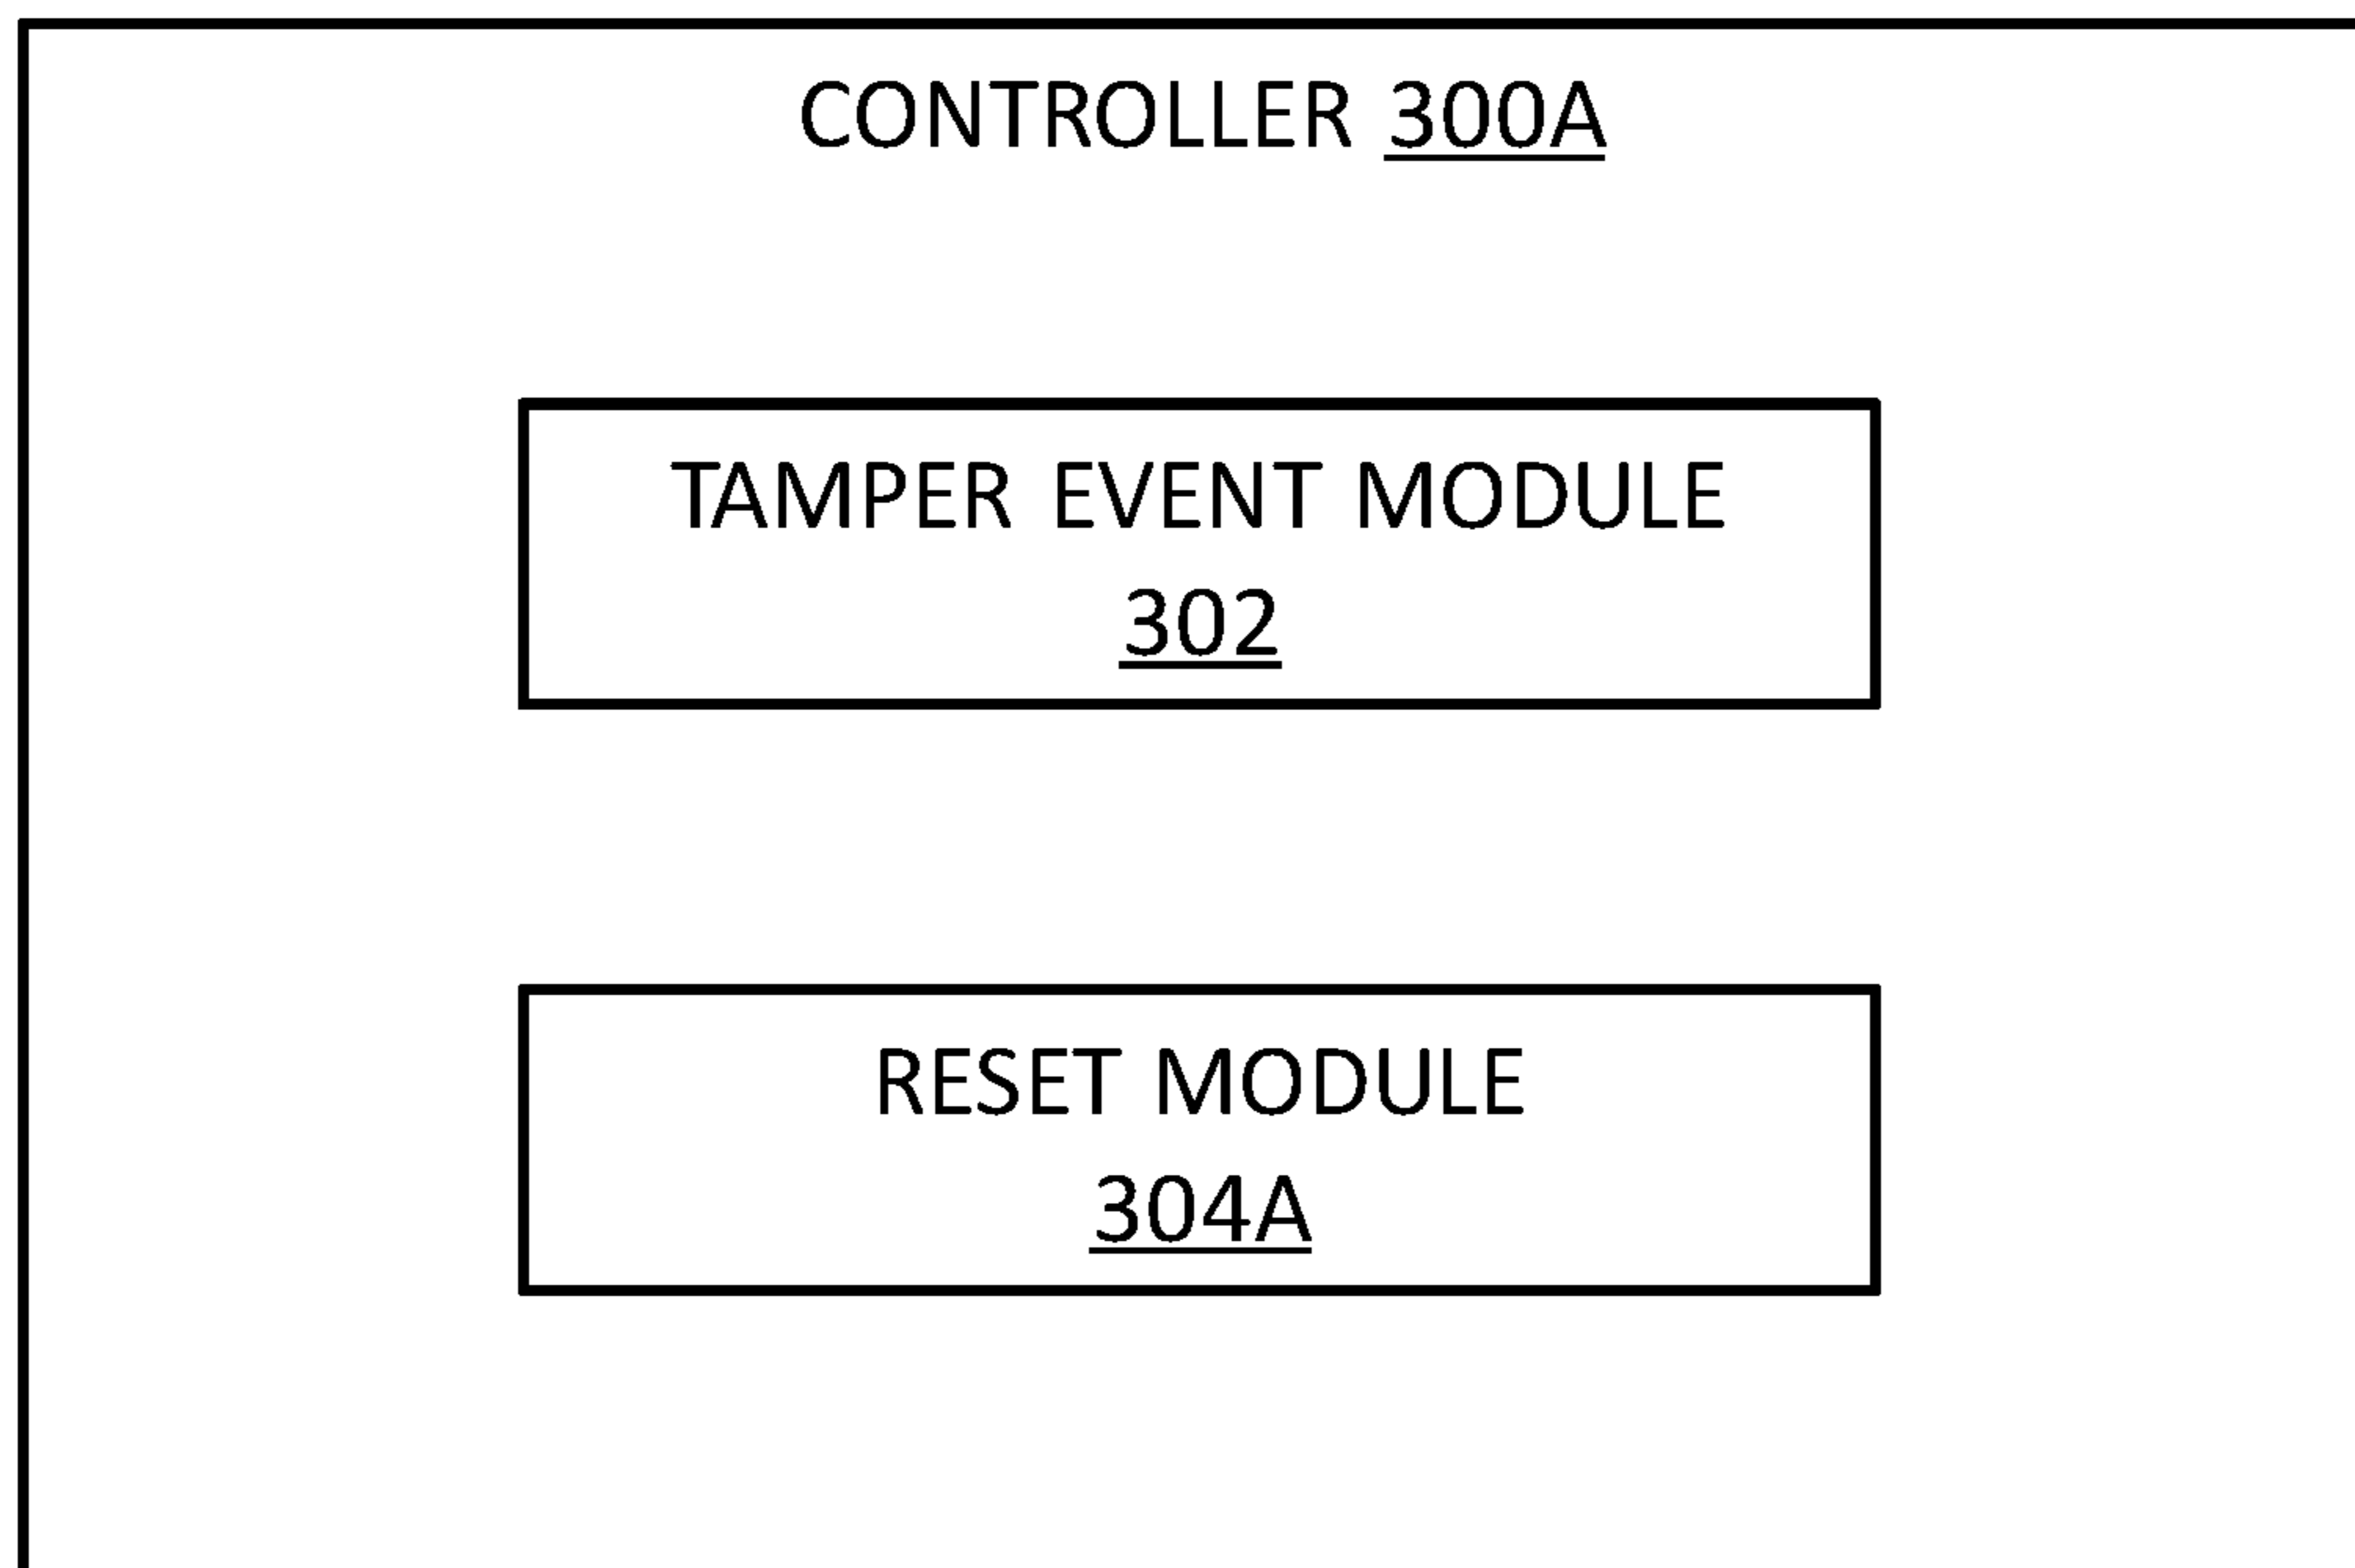 CONTROLLER 300A
TAMPER EVENT MODULE
302
RESET MODULE
304A